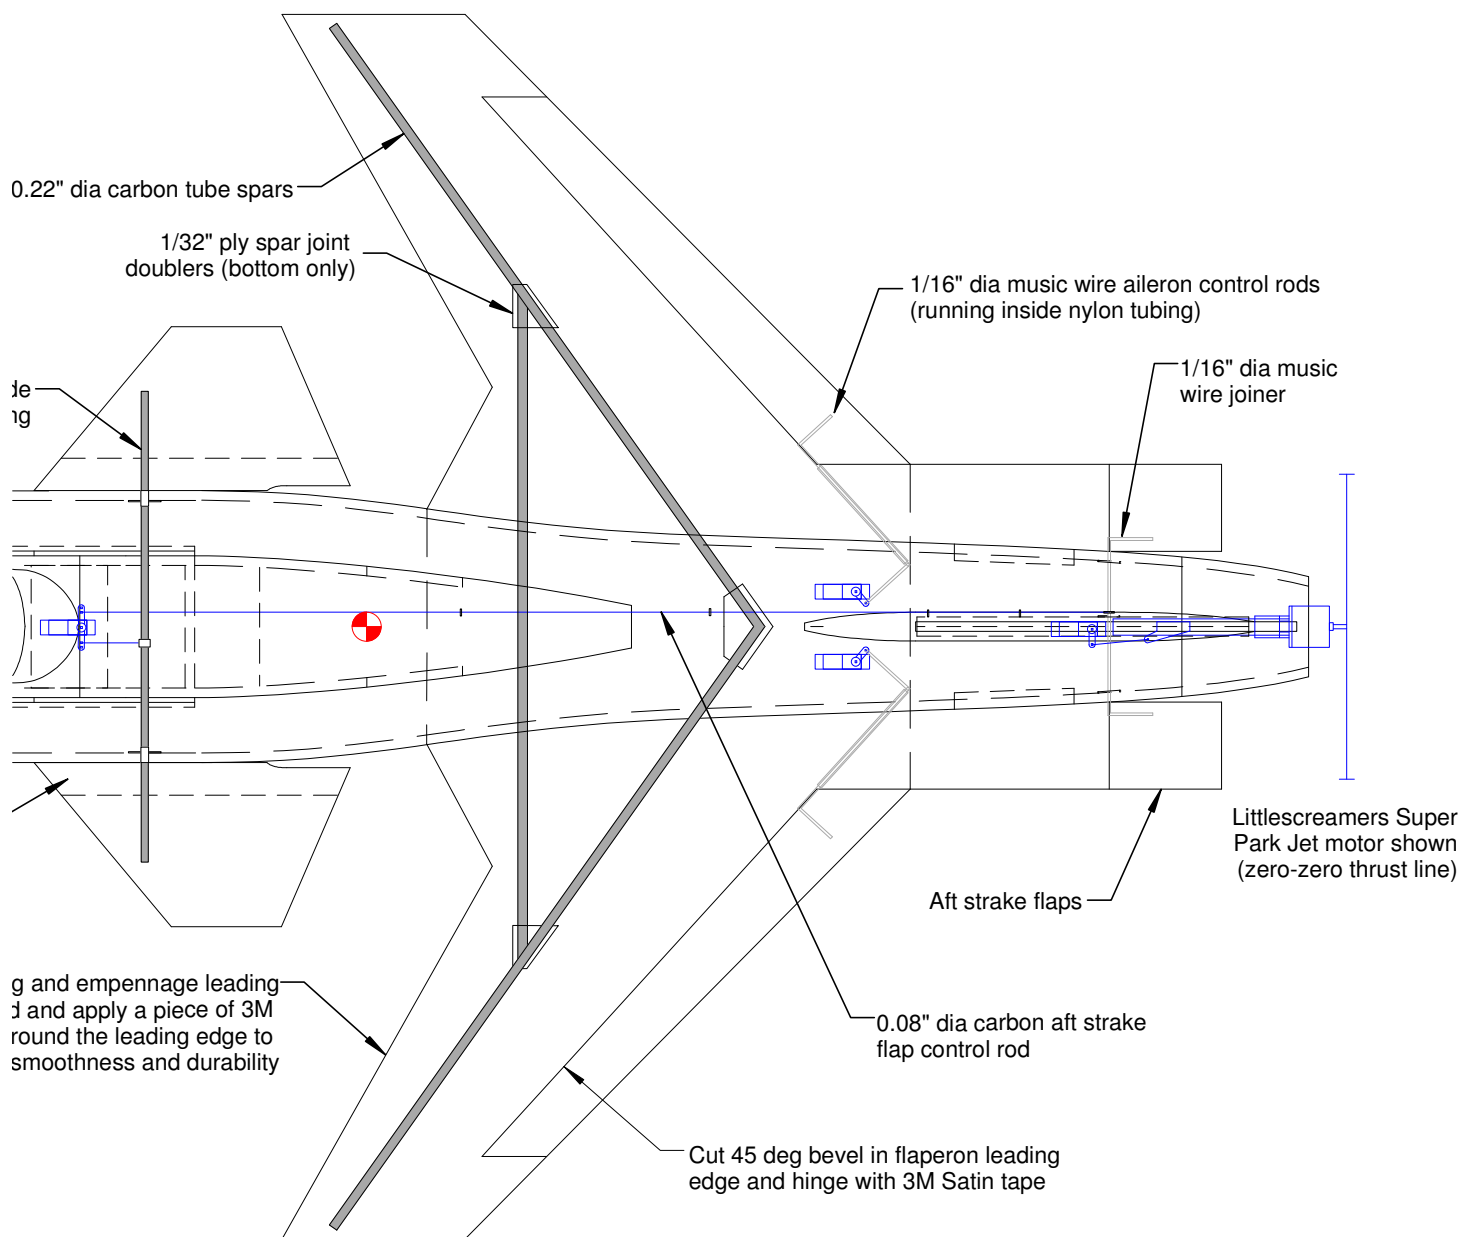 0.22" dia carbon tube spars
1/32" ply spar joint
doublers (bottom only)
1/16" dia music wire aileron control rods
(running inside nylon tubing)
1/16" dia music
wire joiner
de
ng
Littlescreamers Super
Park Jet motor shown
(zero-zero thrust line)
Aft strake flaps
g and empennage leading
d and apply a piece of 3M
round the leading edge to
smoothness and durability
0.08" dia carbon aft strake
flap control rod
Cut 45 deg bevel in flaperon leading
edge and hinge with 3M Satin tape